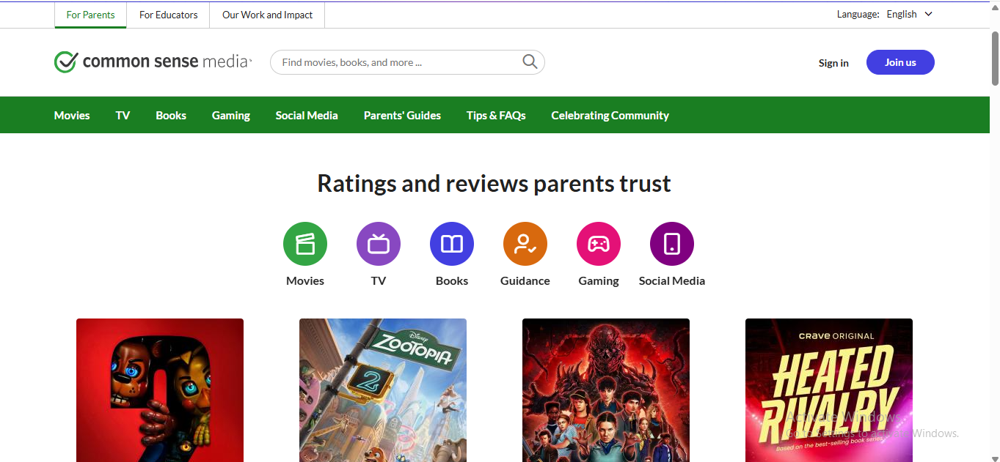 For Parents
For Educators
Our Work and Impact
Language: English
common sense media
Find movies, books, and more ...
Sign in
Join us
Movies
TV
Books
Gaming
Social Media
Parents' Guides
Tips & FAQs
Celebrating Community
Ratings and reviews parents trust
Movies
TV
Books
Guidance
Gaming
Social Media
Disney
ZOOTOPIA
2
CRAVE ORIGINAL
HEATED
RIVALRY
Based on the best-selling book series
Activate Windows
Go to Settings to activate Windows.